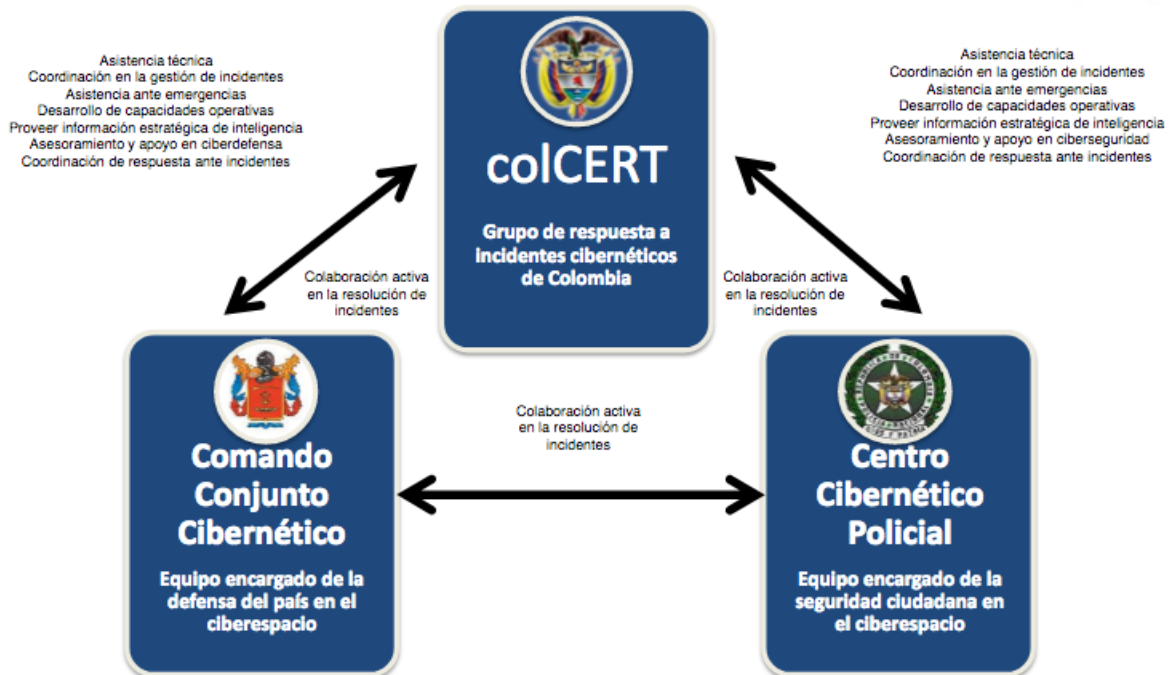 Asistencia técnica
Coordinación en la gestión de incidentes
Asistencia ante emergencias
Desarrollo de capacidades operativas
Proveer información estratégica de inteligencia
Asesoramiento y apoyo en ciberdefensa
Coordinación de respuesta ante incidentes
colCERT
Grupo de respuesta a
incidentes cibernéticos
de Colombia
Asistencia técnica
Coordinación en la gestión de incidentes
Asistencia ante emergencias
Desarrollo de capacidades operativas
Proveer información estratégica de inteligencia
Asesoramiento y apoyo en ciberseguridad
Coordinación de respuesta ante incidentes
Colaboración activa
en la resolución de
incidentes
Colaboración activa
en la resolución de
incidentes
Comando
Conjunto
Cibernético
Equipo encargado de la
defensa del país en el
ciberespacio
Colaboración activa
en la resolución de
incidentes
Centro
Cibernético
Policial
Equipo encargado de la
seguridad ciudadana en
el ciberespacio